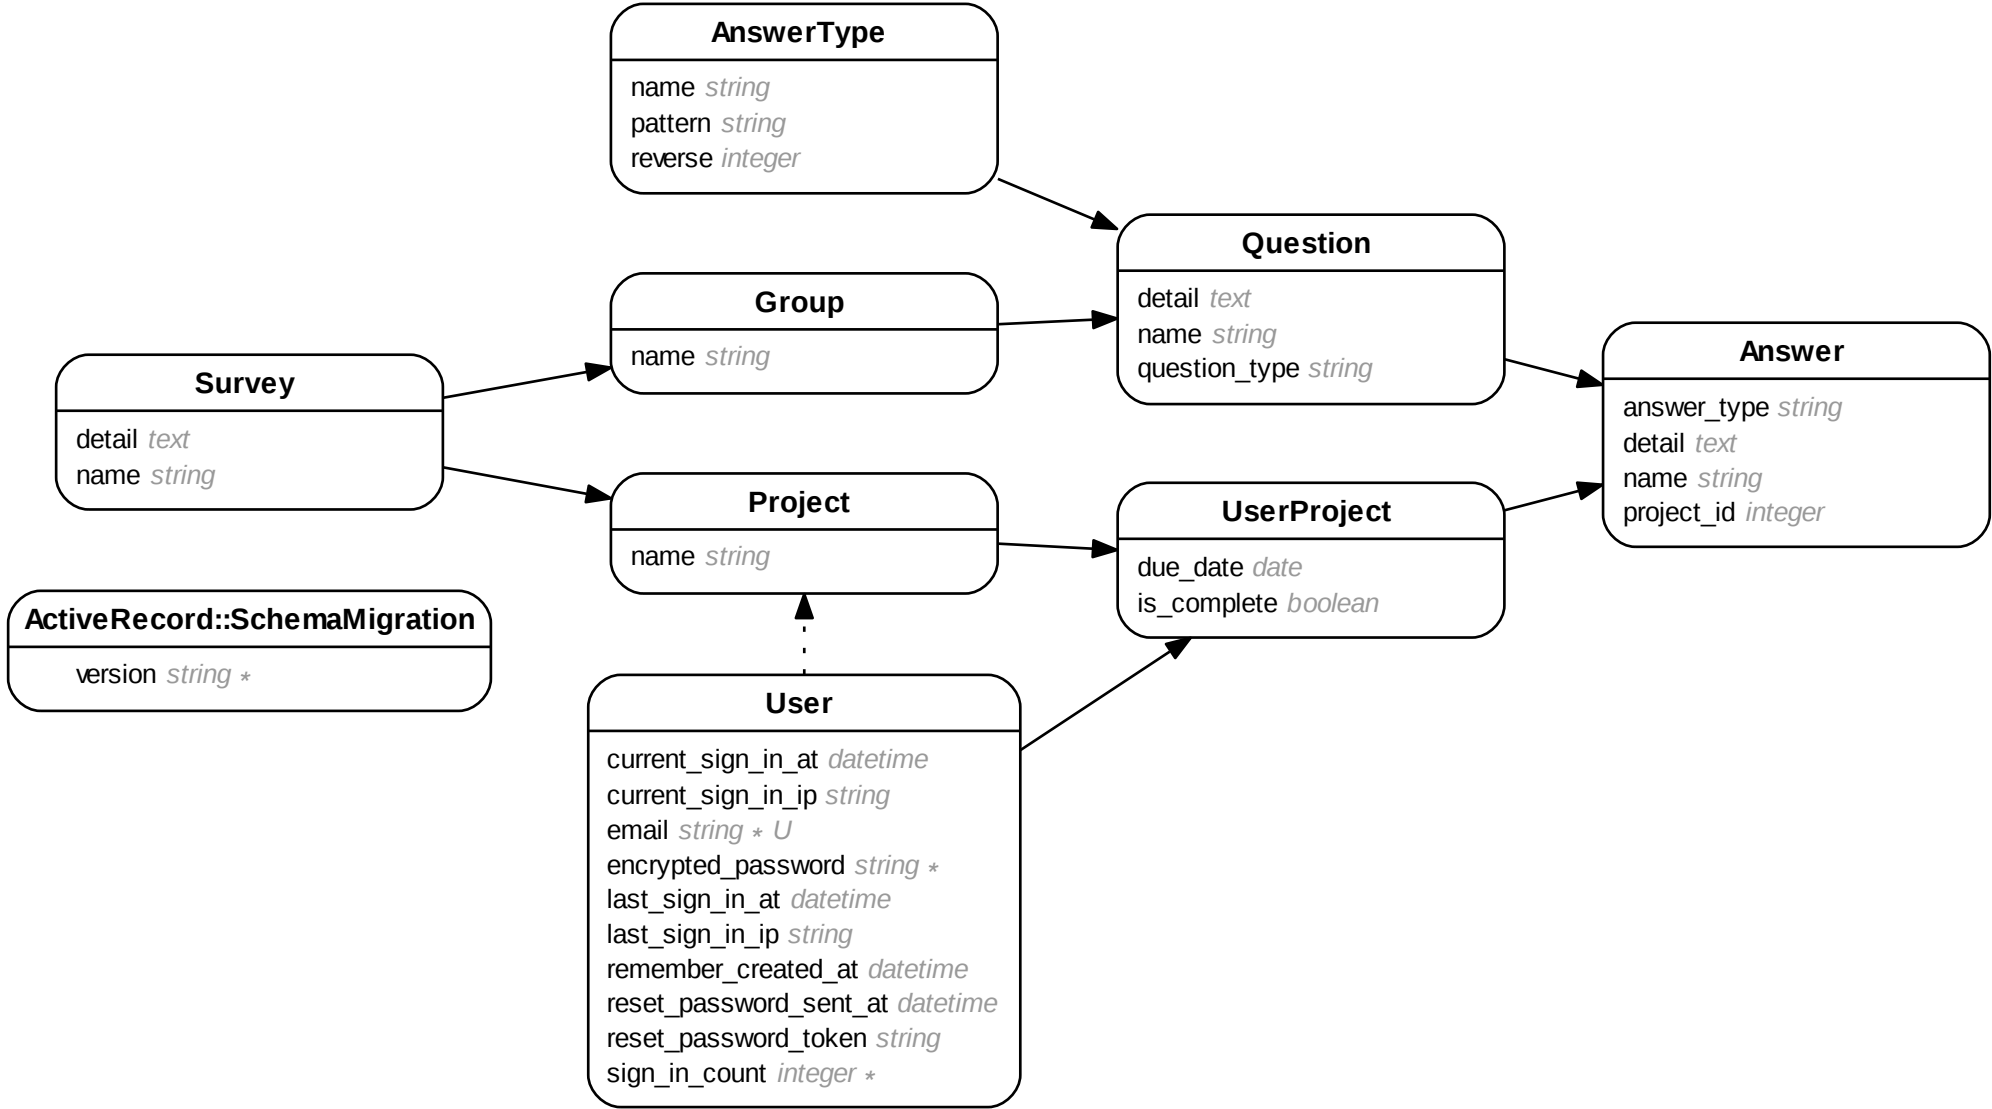 AnswerType
name string
pattern string
reverse integer
Question
detail text
name string
question_type string
Group
name string
Survey
detail text
name string
Answer
answer_type string
detail text
name string
project_id integer
Project
name string
UserProject
due_date date
is_complete boolean
ActiveRecord::SchemaMigration
version string *
User
current_sign_in_at datetime
current_sign_in_ip string
email string * U
encrypted_password string *
last_sign_in_at datetime
last_sign_in_ip string
remember_created_at datetime
reset_password_sent_at datetime
reset_password_token string
sign_in_count integer *